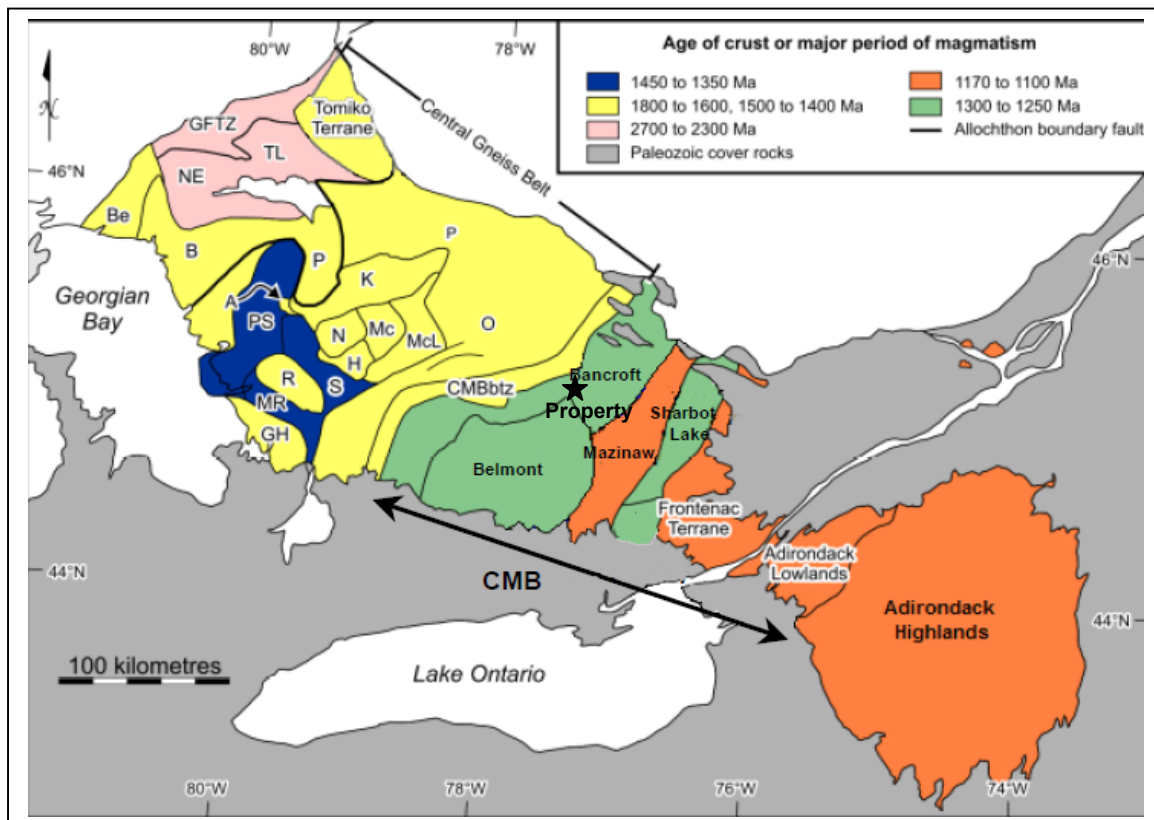 80°W
78°W
Age of crust or major period of magmatism
1450 to 1350 Ma
1170 to 1100 Ma
1800 to 1600, 1500 to 1400 Ma
1300 to 1250 Ma
2700 to 2300 Ma
Allochthon boundary fault
Paleozoic cover rocks
N
Central Gneiss Belt
Tomiko
Terrane
GFTZ
TL
46°N
NE
Be
P
B
P
46°N
K
Georgian
Bay
A
PS
O
N
Mc
McL
H
R
S
Bancroft
CMBbtz
MR
Property
Sharbot
Lake
GH
Mazinaw
Belmont
Frontenac
Terrane
Adirondack
Lowlands
44°N
CMB
Adirondack
Highlands
44°N
100 kilometres
Lake Ontario
80°W
78°W
76°W
74°W